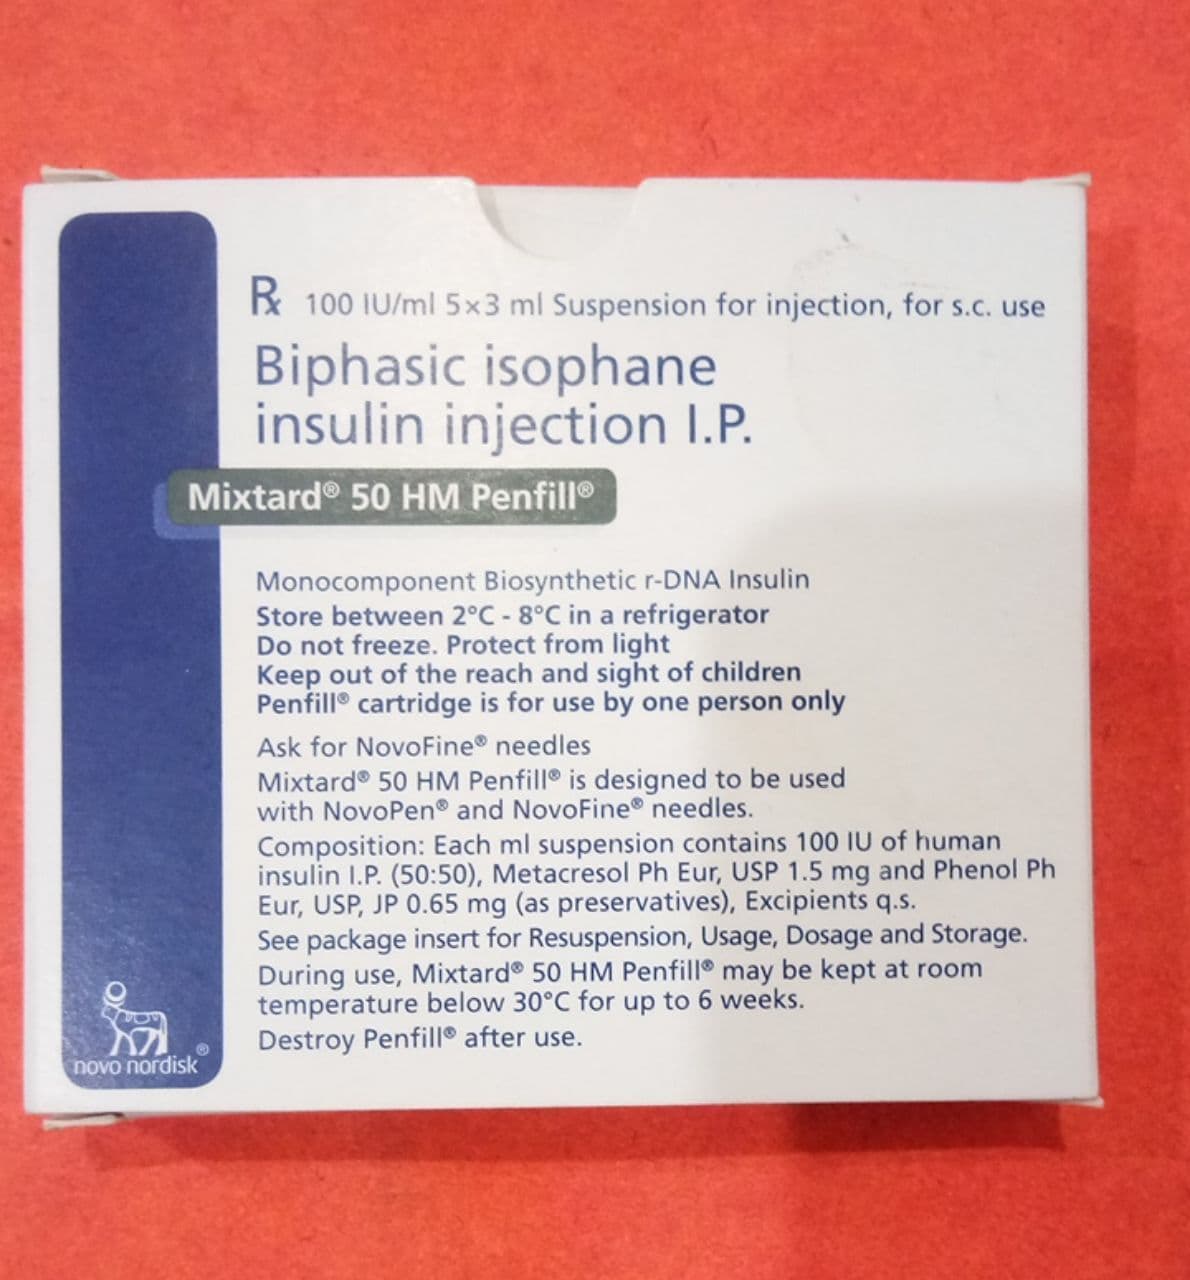 ℞ 100 IU/ml 5×3 ml Suspension for injection, for s.c. use
Biphasic isophane
insulin injection I.P.
Mixtard® 50 HM Penfill®
Monocomponent Biosynthetic r-DNA Insulin
Store between 2°C - 8°C in a refrigerator
Do not freeze. Protect from light
Keep out of the reach and sight of children
Penfill® cartridge is for use by one person only
Ask for NovoFine® needles
Mixtard® 50 HM Penfill® is designed to be used
with NovoPen® and NovoFine® needles.
Composition: Each ml suspension contains 100 IU of human
insulin I.P. (50:50), Metacresol Ph Eur, USP 1.5 mg and Phenol Ph
Eur, USP, JP 0.65 mg (as preservatives), Excipients q.s.
See package insert for Resuspension, Usage, Dosage and Storage.
During use, Mixtard® 50 HM Penfill® may be kept at room
temperature below 30°C for up to 6 weeks.
Destroy Penfill® after use.
novo nordisk®